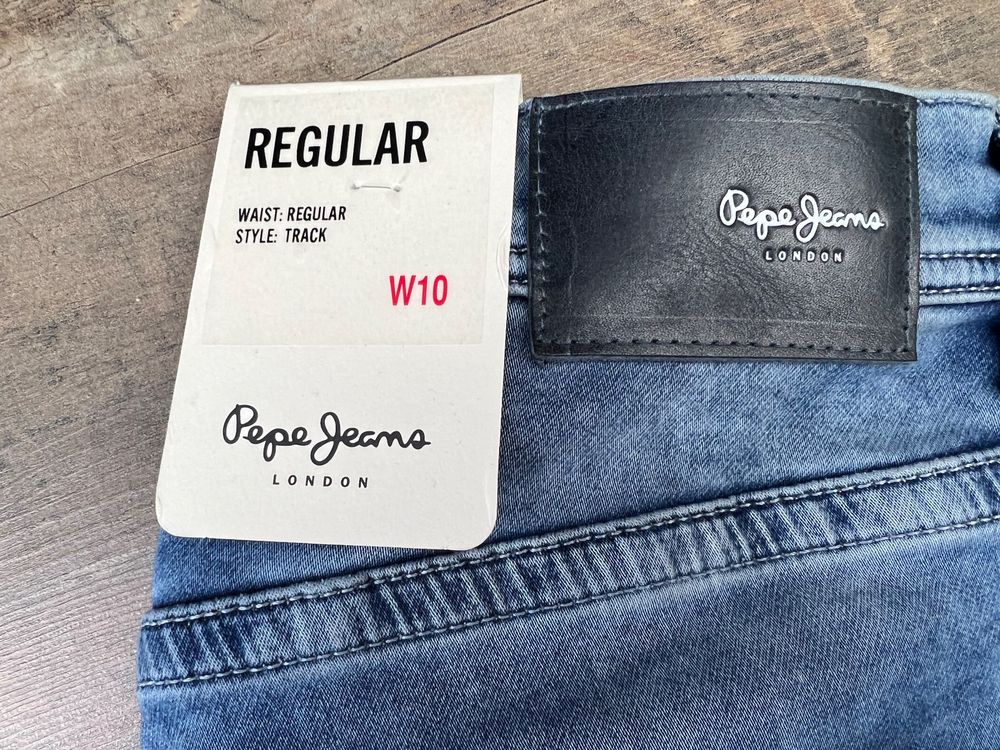 REGULAR
WAIST: REGULAR
STYLE: TRACK
W10
Pepe Jeans
LONDON
Pepe Jeans
LONDON